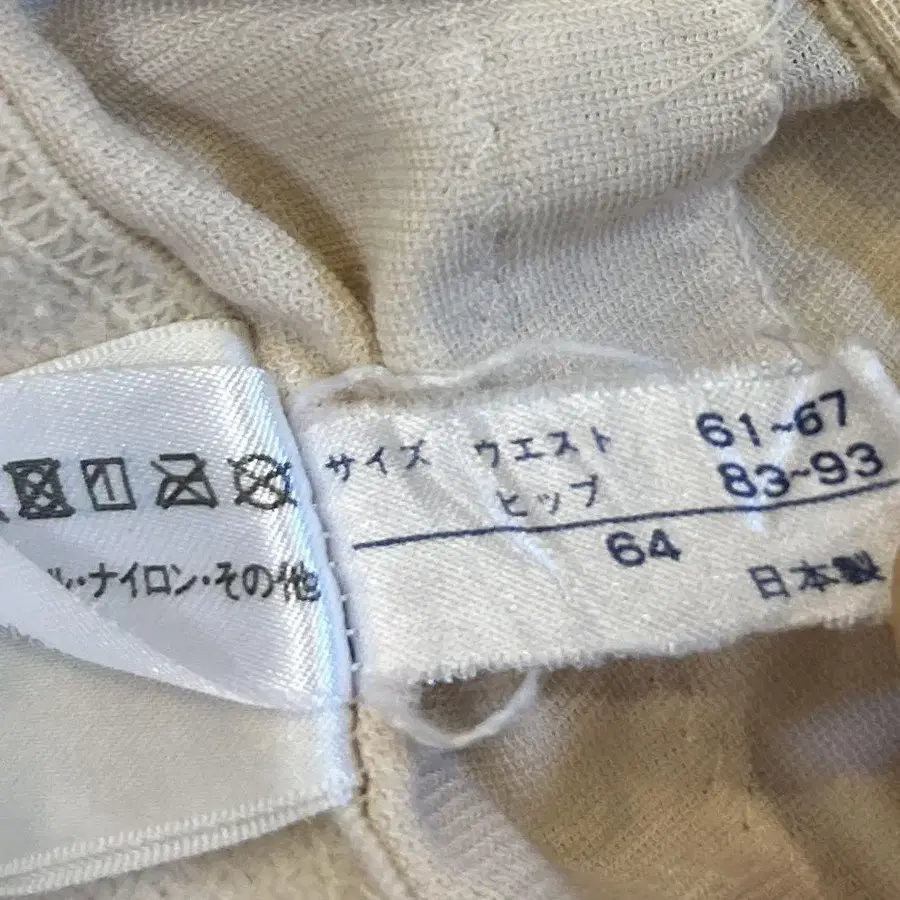 サイズ ウエスト 61~67
ヒップ 83~93
64
日本製
ナイロン・その他